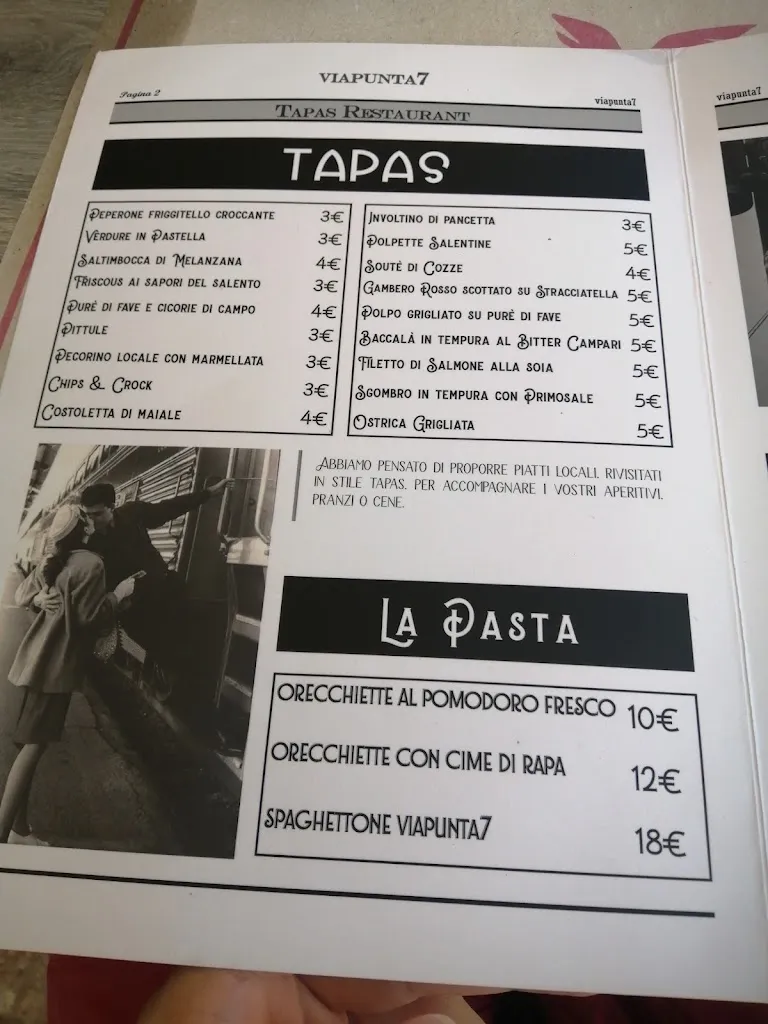 VIAPUNTA7
Pagina 2
viapunta7
TAPAS RESTAURANT
TAPAS
PEPERONE FRIGGITELLO CROCCANTE 3€
VERDURE IN PASTELLA 3€
SALTIMBOCCA DI MELANZANA 4€
FRISCOUS AI SAPORI DEL SALENTO 3€
PURÈ DI FAVE E CICORIE DI CAMPO 4€
PITTULE 3€
PECORINO LOCALE CON MARMELLATA 3€
CHIPS & CROCK 3€
COSTOLETTA DI MAIALE 4€
INVOLTINO DI PANCETTA 3€
POLPETTE SALENTINE 5€
SOUTÈ DI COZZE 4€
GAMBERO ROSSO SCOTTATO SU STRACCIATELLA 5€
POLPO GRIGLIATO SU PURÈ DI FAVE 5€
BACCALÀ IN TEMPURA AL BITTER CAMPARI 5€
FILETTO DI SALMONE ALLA SOIA 5€
SGOMBRO IN TEMPURA CON PRIMOSALE 5€
OSTRICA GRIGLIATA 5€
ABBIAMO PENSATO DI PROPORRE PIATTI LOCALI, RIVISITATI
IN STILE TAPAS, PER ACCOMPAGNARE I VOSTRI APERITIVI,
PRANZI O CENE.
LA PASTA
ORECCHIETTE AL POMODORO FRESCO 10€
ORECCHIETTE CON CIME DI RAPA 12€
SPAGHETTONE VIAPUNTA7 18€
viapunta7